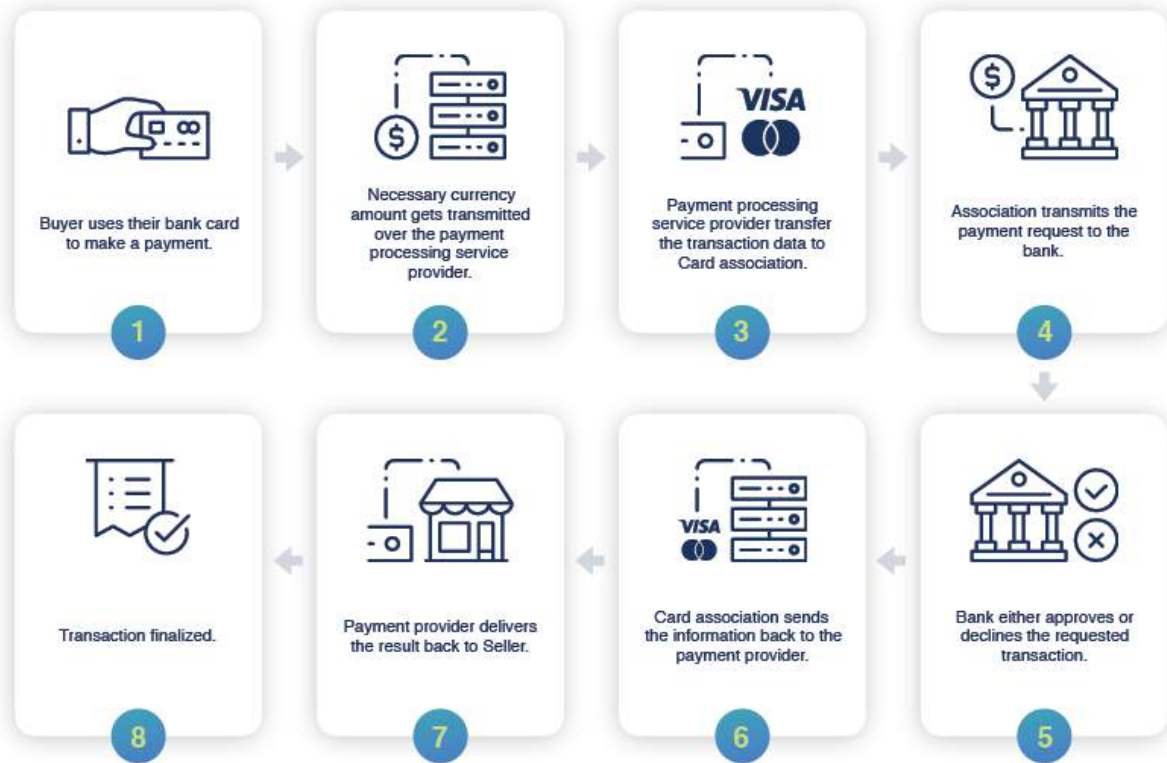 VISA
Buyer uses their bank card
to make a payment.
1
Necessary currency
amount gets transmitted
over the payment
processing service
provider.
2
Payment processing
service provider transfer
the transaction data to
Card association.
3
Association transmits the
payment request to the
bank.
4
Bank either approves or
declines the requested
transaction.
5
VISA
Card association sends
the information back to the
payment provider.
6
Payment provider delivers
the result back to Seller.
7
Transaction finalized.
8